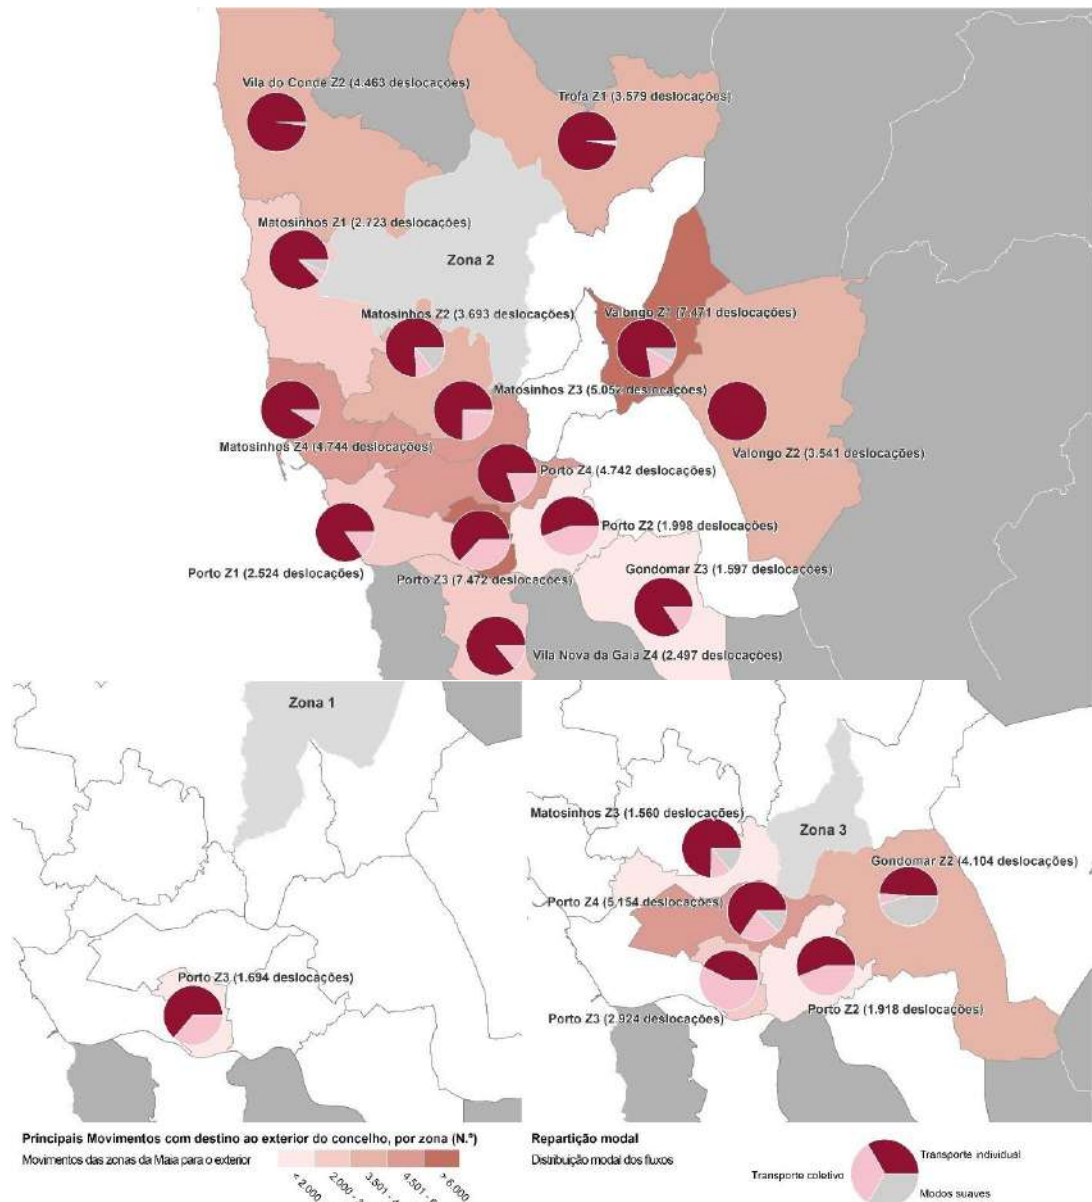 Vila do Conde Z2 (4.463 deslocações)
Trofa Z1 (3.579 deslocações)
Matosinhos Z1 (2.723 deslocações)
Zona 2
Matosinhos Z2 (3.693 deslocações)
Valongo Z1 (7.471 deslocações)
Matosinhos Z3 (5.052 deslocações)
Matosinhos Z4 (4.744 deslocações)
Valongo Z2 (3.541 deslocações)
Porto Z4 (4.742 deslocações)
Porto Z2 (1.998 deslocações)
Porto Z1 (2.524 deslocações)
Porto Z3 (7.472 deslocações)
Gondomar Z3 (1.597 deslocações)
Vila Nova da Gaia Z4 (2.497 deslocações)
Zona 1
Porto Z3 (1.694 deslocações)
Matosinhos Z3 (1.560 deslocações)
Zona 3
Gondomar Z2 (4.104 deslocações)
Porto Z4 (5.154 deslocações)
Porto Z3 (2.924 deslocações)
Porto Z2 (1.918 deslocações)
Principais Movimentos com destino ao exterior do concelho, por zona (N.º)
Movimentos das zonas da Maia para o exterior
< 2.000
2.000 -
3.501 -
4.501 -
> 6.000
Repartição modal
Distribuição modal dos fluxos
Transporte individual
Transporte coletivo
Modos suaves